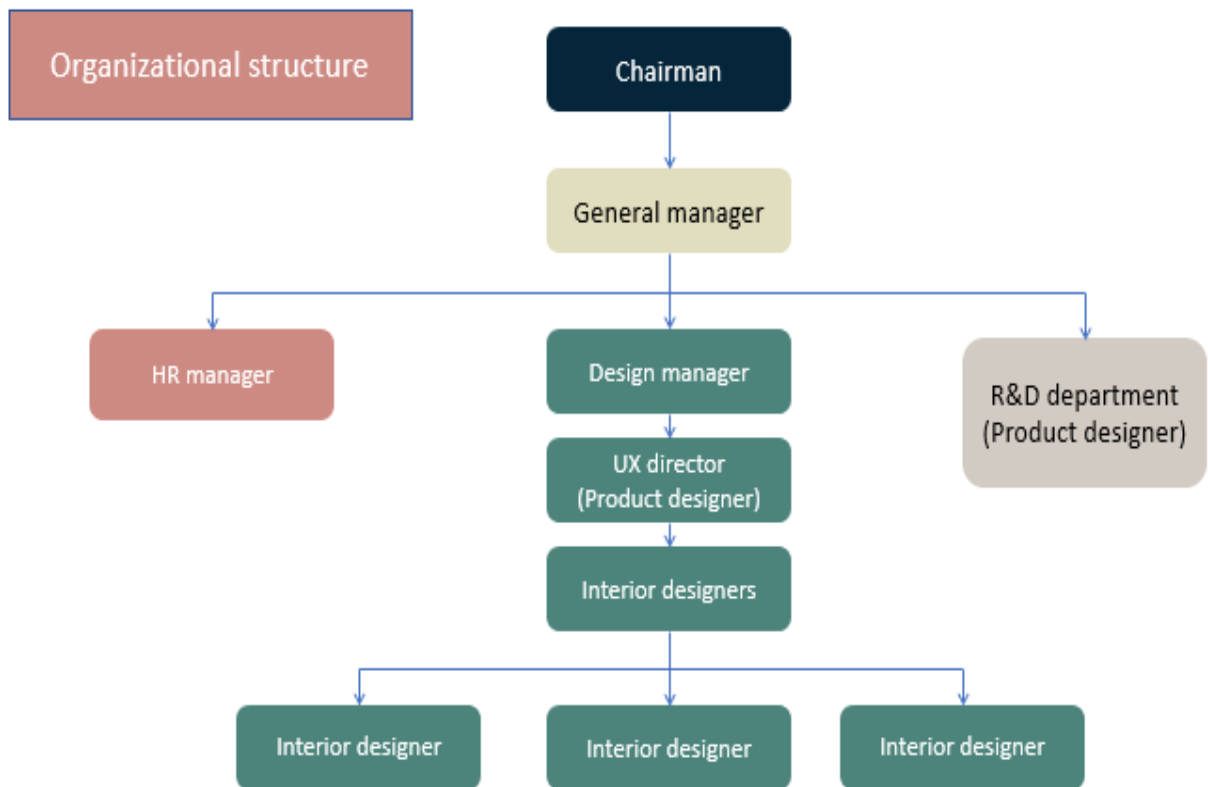 Organizational structure
Chairman
General manager
HR manager
Design manager
R&D department
(Product designer)
UX director
(Product designer)
Interior designers
Interior designer
Interior designer
Interior designer